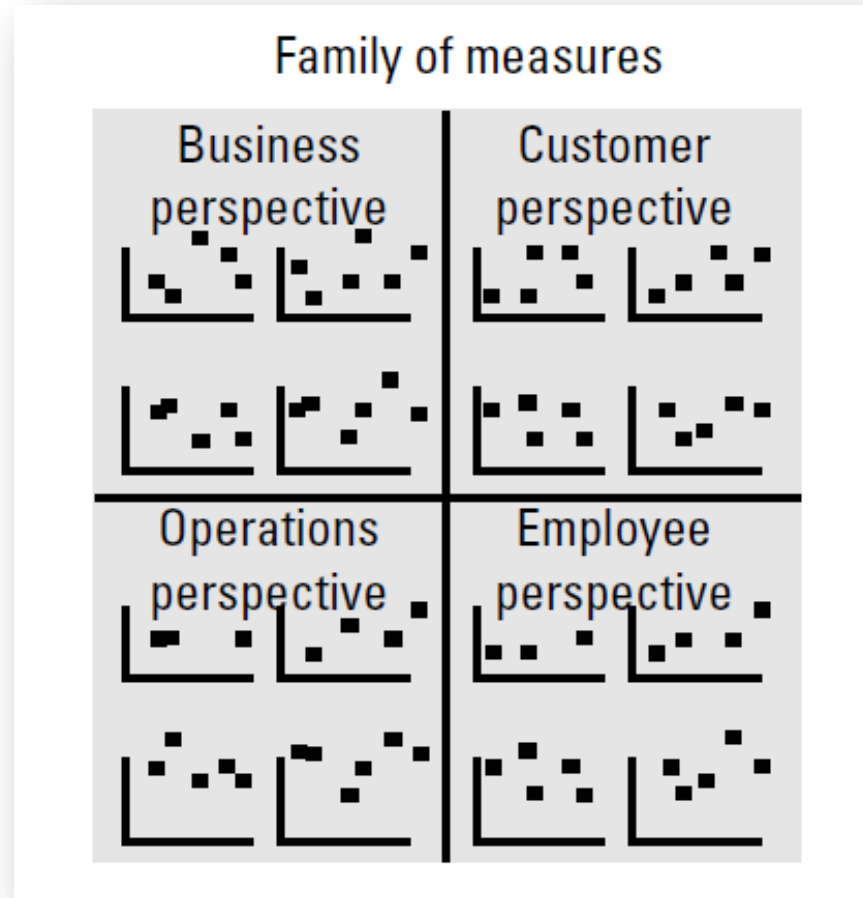 Family of measures
Business
perspective
Customer
perspective
Operations
perspective
Employee
perspective